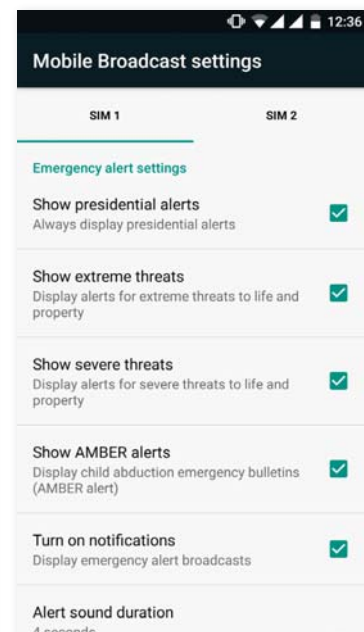 12:36
Mobile Broadcast settings
SIM 1 SIM 2
Emergency alert settings
Show presidential alerts
Always display presidential alerts
Show extreme threats
Display alerts for extreme threats to life and
property
Show severe threats
Display alerts for severe threats to life and
property
Show AMBER alerts
Display child abduction emergency bulletins
(AMBER alert)
Turn on notifications
Display emergency alert broadcasts
Alert sound duration
4 seconds